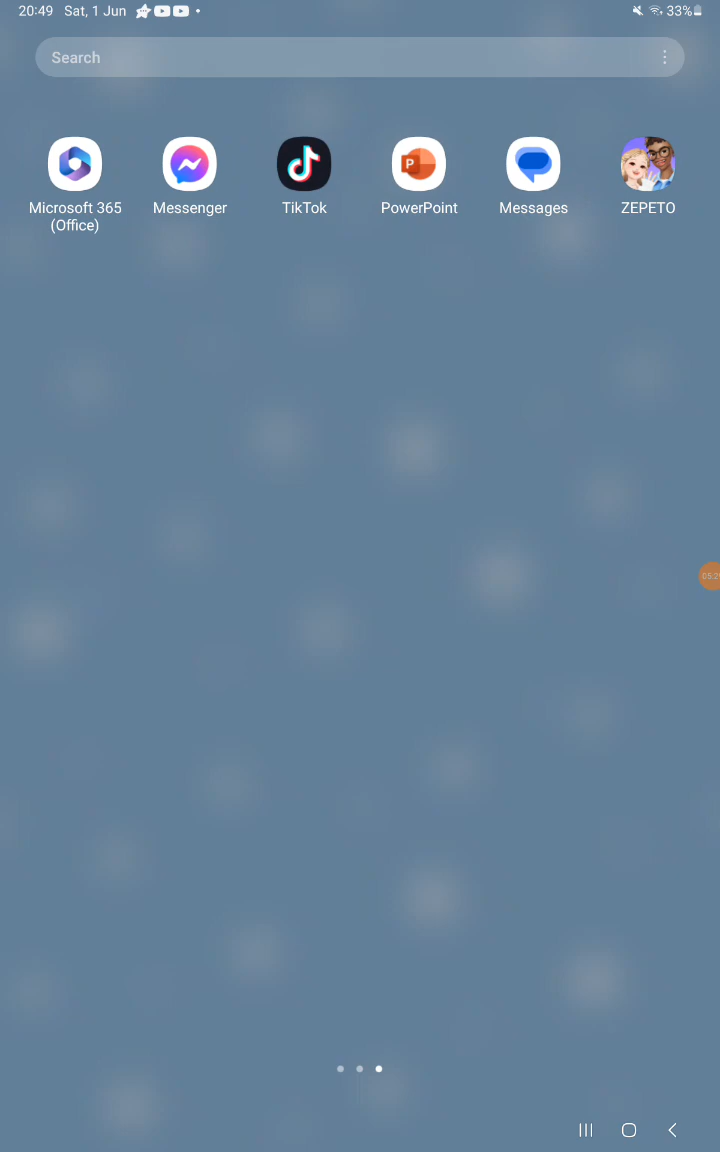 20:49 Sat, 1 Jun
33%
Search
Microsoft 365
(Office)
Messenger
TikTok
PowerPoint
Messages
ZEPETO
P